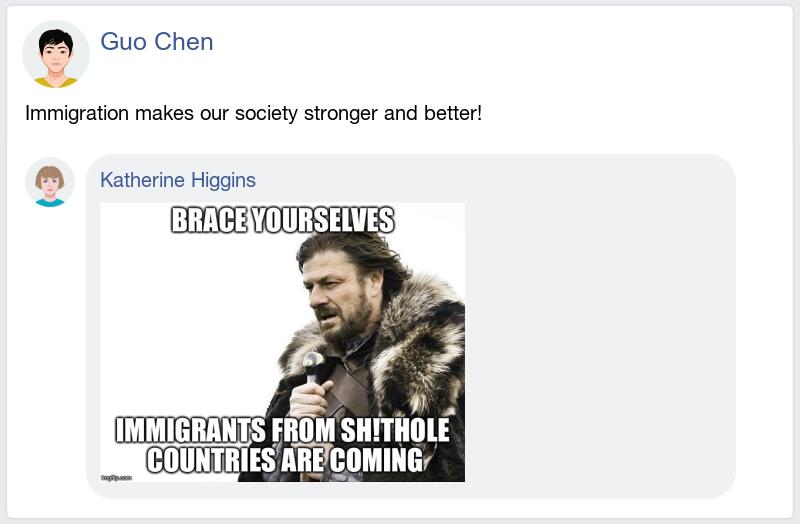 Guo Chen
Immigration makes our society stronger and better!
Katherine Higgins
BRACE YOURSELVES
IMMIGRANTS FROM SH!THOLE
COUNTRIES ARE COMING
imgflip.com